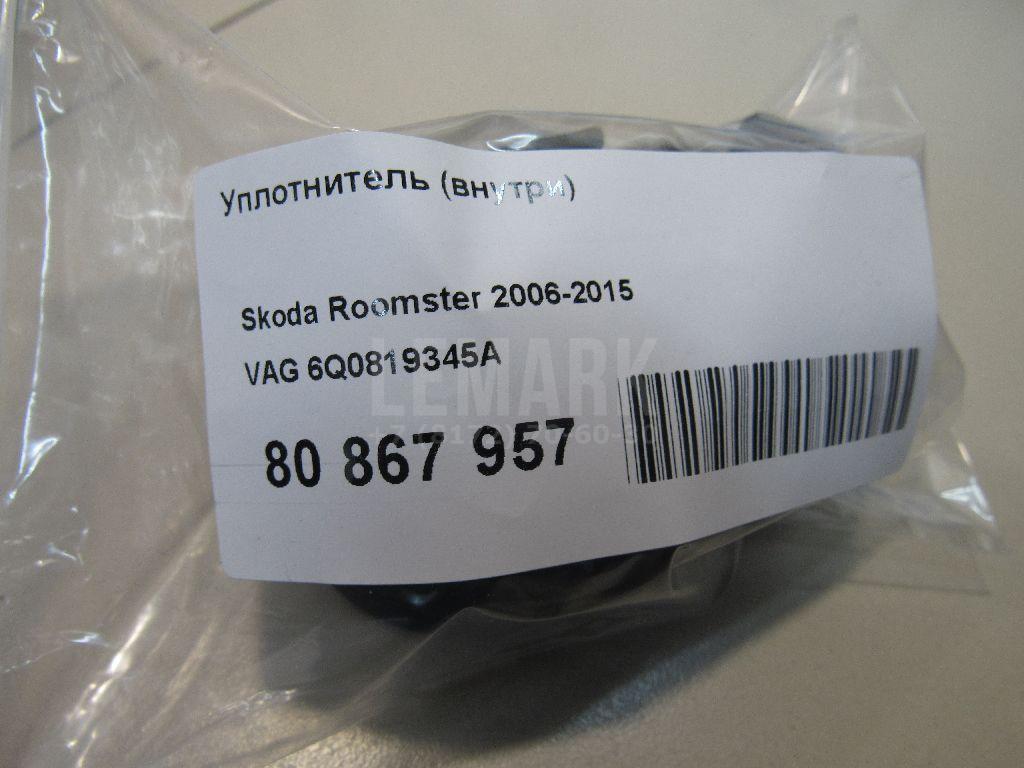 Уплотнитель (внутри)
Skoda Roomster 2006-2015
VAG 6Q0819345A
LEMARK
80 867 957